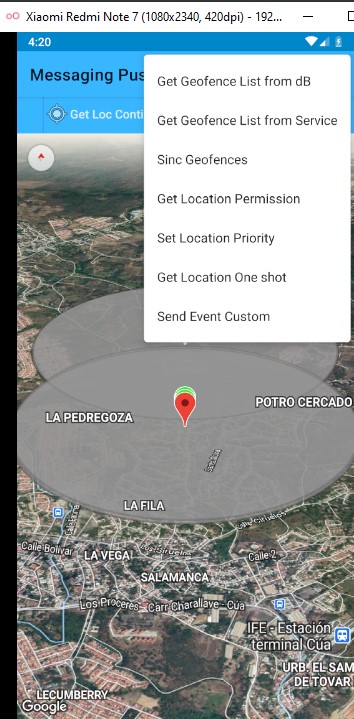 Xiaomi Redmi Note 7 (1080x2340, 420dpi) - 192...
4:20
Messaging Pus
Get Loc Conti
Get Geofence List from dB
Get Geofence List from Service
Sinc Geofences
Get Location Permission
Set Location Priority
Get Location One shot
Send Event Custom
LA PEDREGOZA
POTRO CERCADO
LA FILA
Calle Bolívar
LA VEGA
Calle 2
SALAMANCA
Los Próceres
Carr Charallave - Cúa
IFE - Estación
terminal Cúa
URB. EL SAM
DE TOVAR
LECUMBERRY
Google